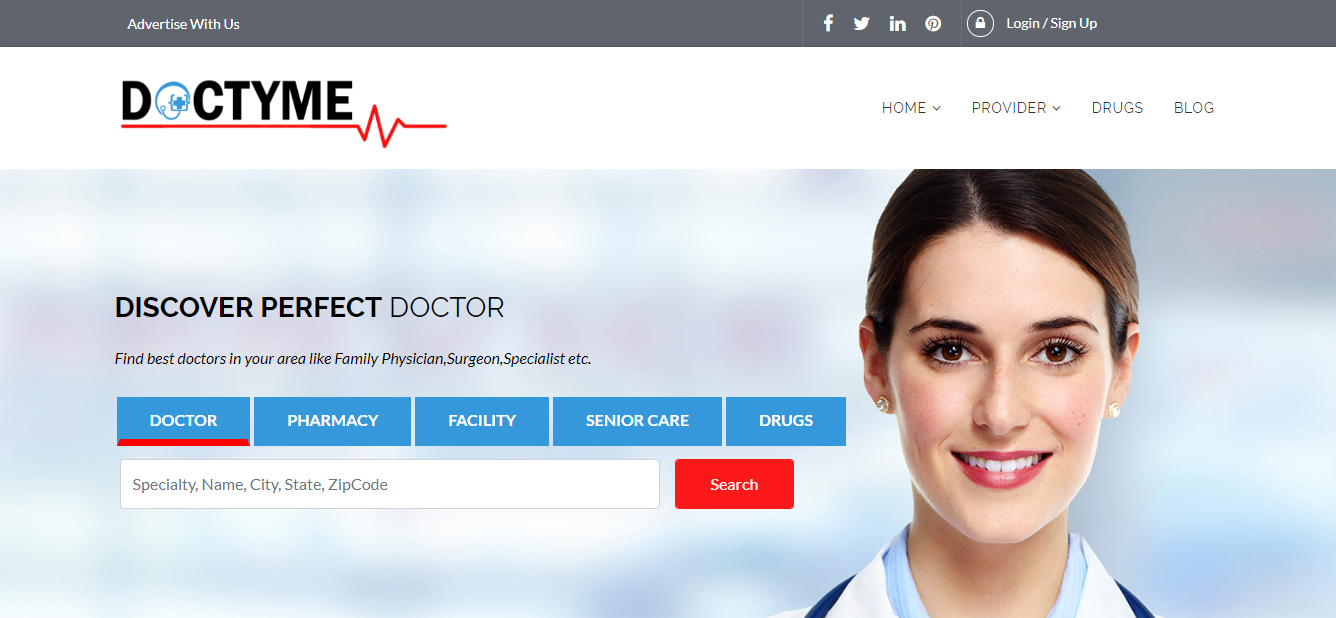 Advertise With Us
Login / Sign Up
DOCTYME
HOME
PROVIDER
DRUGS
BLOG
DISCOVER PERFECT DOCTOR
Find best doctors in your area like Family Physician,Surgeon,Specialist etc.
DOCTOR
PHARMACY
FACILITY
SENIOR CARE
DRUGS
Specialty, Name, City, State, ZipCode
Search